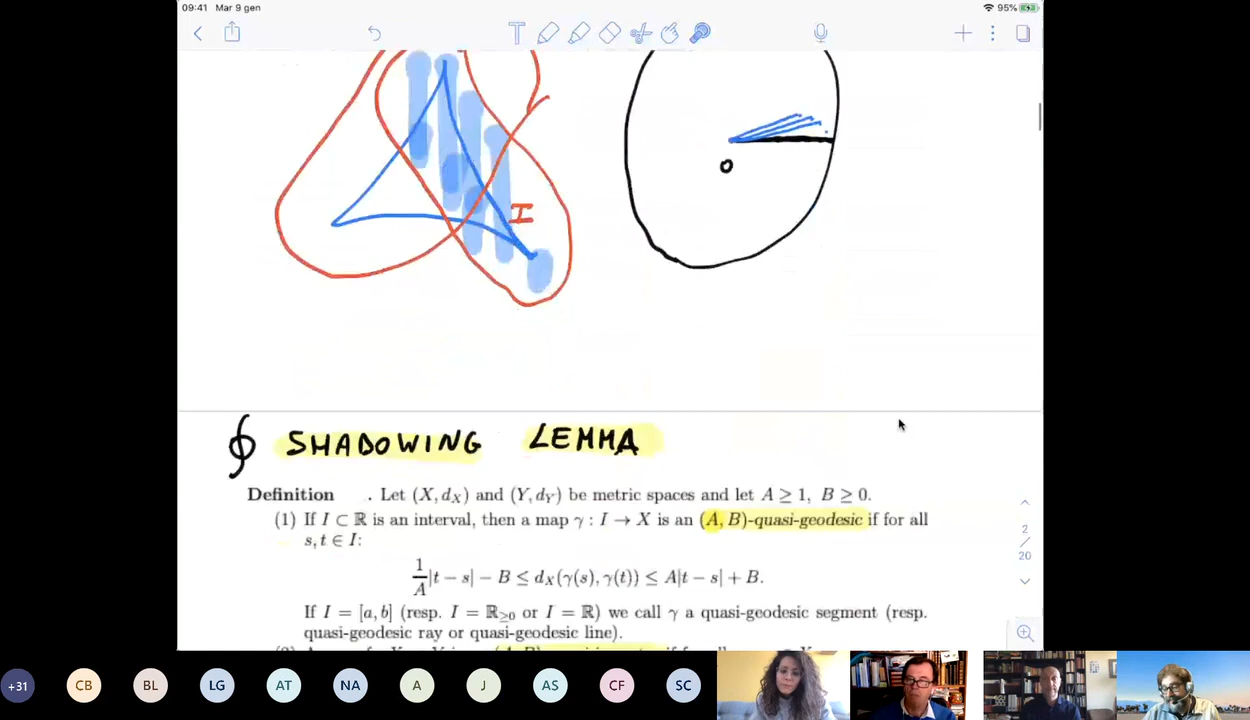 09:41 Mar 9 gen
95%
T
I
O
§ SHADOWING LEMMA
Definition . Let (X, d_X) and (Y, d_Y) be metric spaces and let A ≥ 1, B ≥ 0.
(1) If I ⊂ ℝ is an interval, then a map γ : I → X is an (A, B)-quasi-geodesic if for all
s, t ∈ I:
1/A |t − s| − B ≤ d_X(γ(s), γ(t)) ≤ A|t − s| + B.
If I = [a, b] (resp. I = ℝ≥0 or I = ℝ) we call γ a quasi-geodesic segment (resp.
quasi-geodesic ray or quasi-geodesic line).
2
/
20
+31 CB BL LG AT NA A J AS CF SC